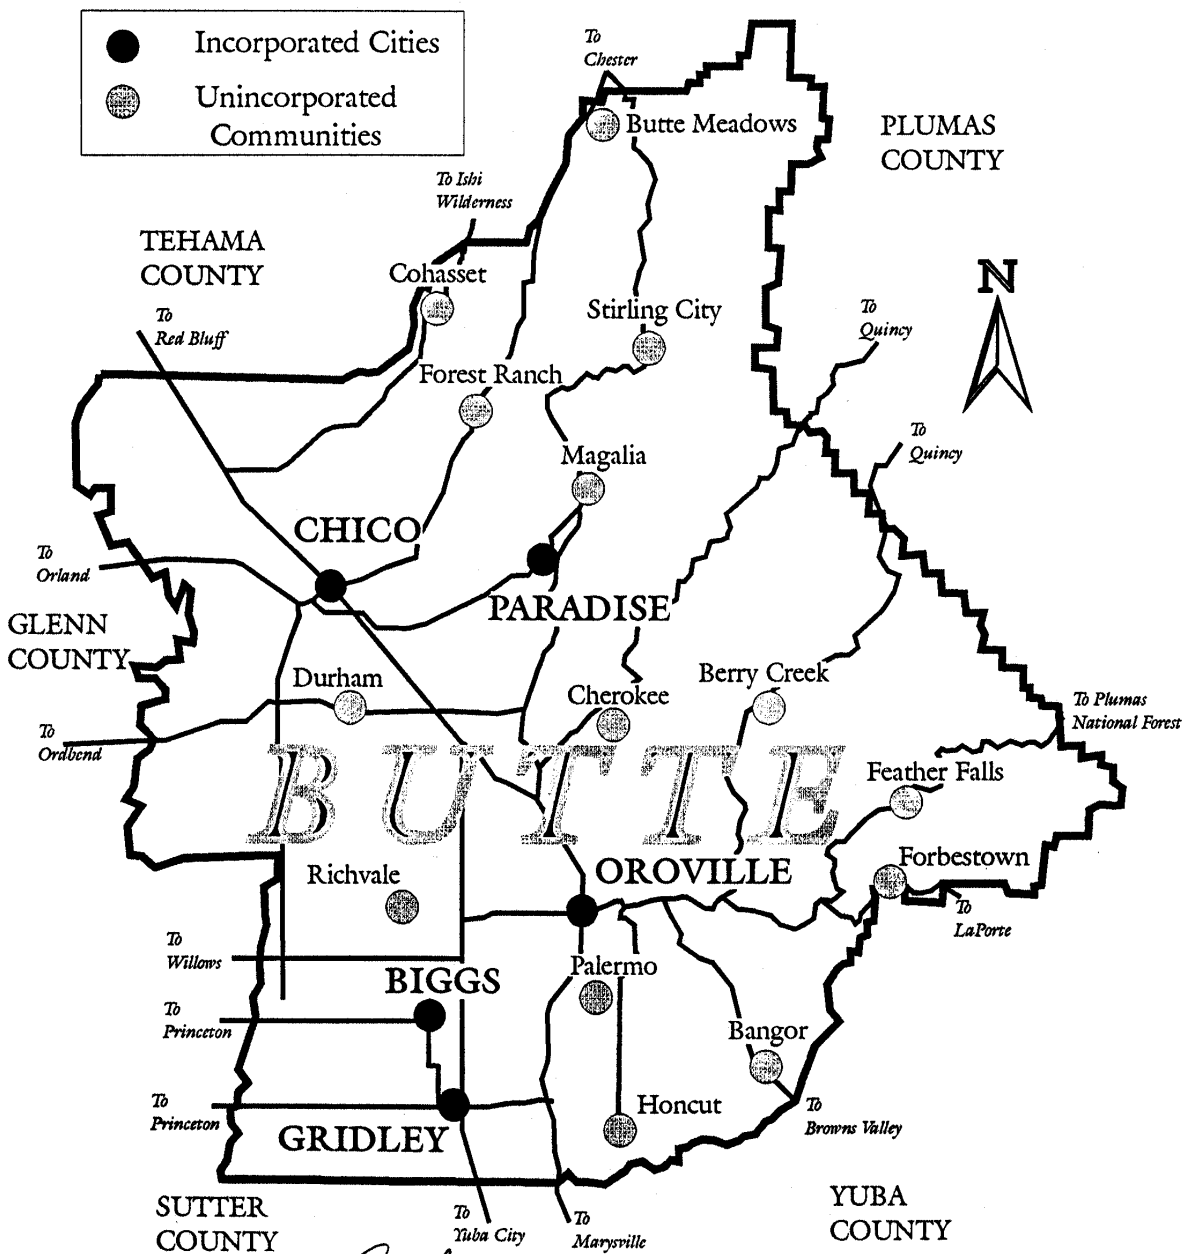 Incorporated Cities
Unincorporated
Communities
To
Chester
Butte Meadows
PLUMAS
COUNTY
To Ishi
Wilderness
TEHAMA
COUNTY
N
Cohasset
Stirling City
To
Quincy
To
Red Bluff
Forest Ranch
To
Quincy
Magalia
CHICO
To
Orland
PARADISE
GLENN
COUNTY
Durham
Cherokee
Berry Creek
To Plumas
National Forest
To
Ordbend
BUTTE
Feather Falls
Richvale
OROVILLE
Forbestown
To
LaPorte
To
Willows
Palermo
BIGGS
To
Princeton
Bangor
To
Princeton
Honcut
To
Browns Valley
GRIDLEY
SUTTER
COUNTY
To
Yuba City
To
Marysville
YUBA
COUNTY